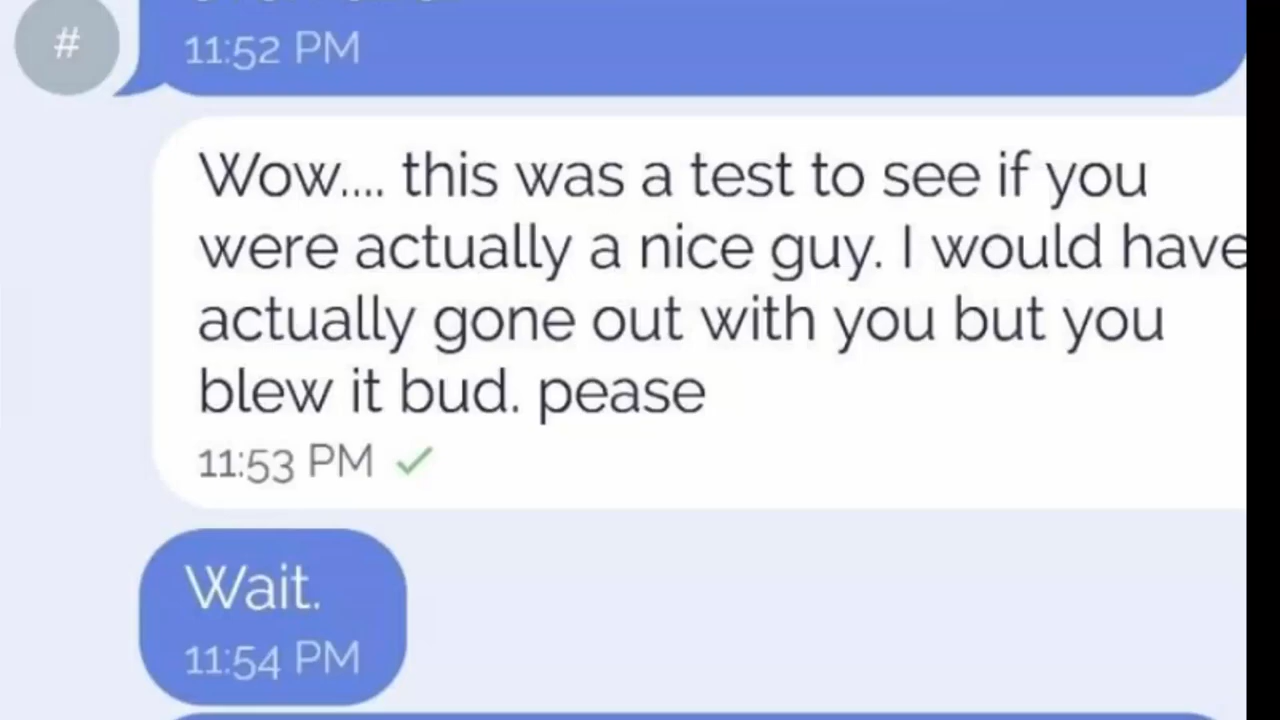 #
11:52 PM
Wow.... this was a test to see if you
were actually a nice guy. I would have
actually gone out with you but you
blew it bud. pease
11:53 PM
Wait.
11:54 PM